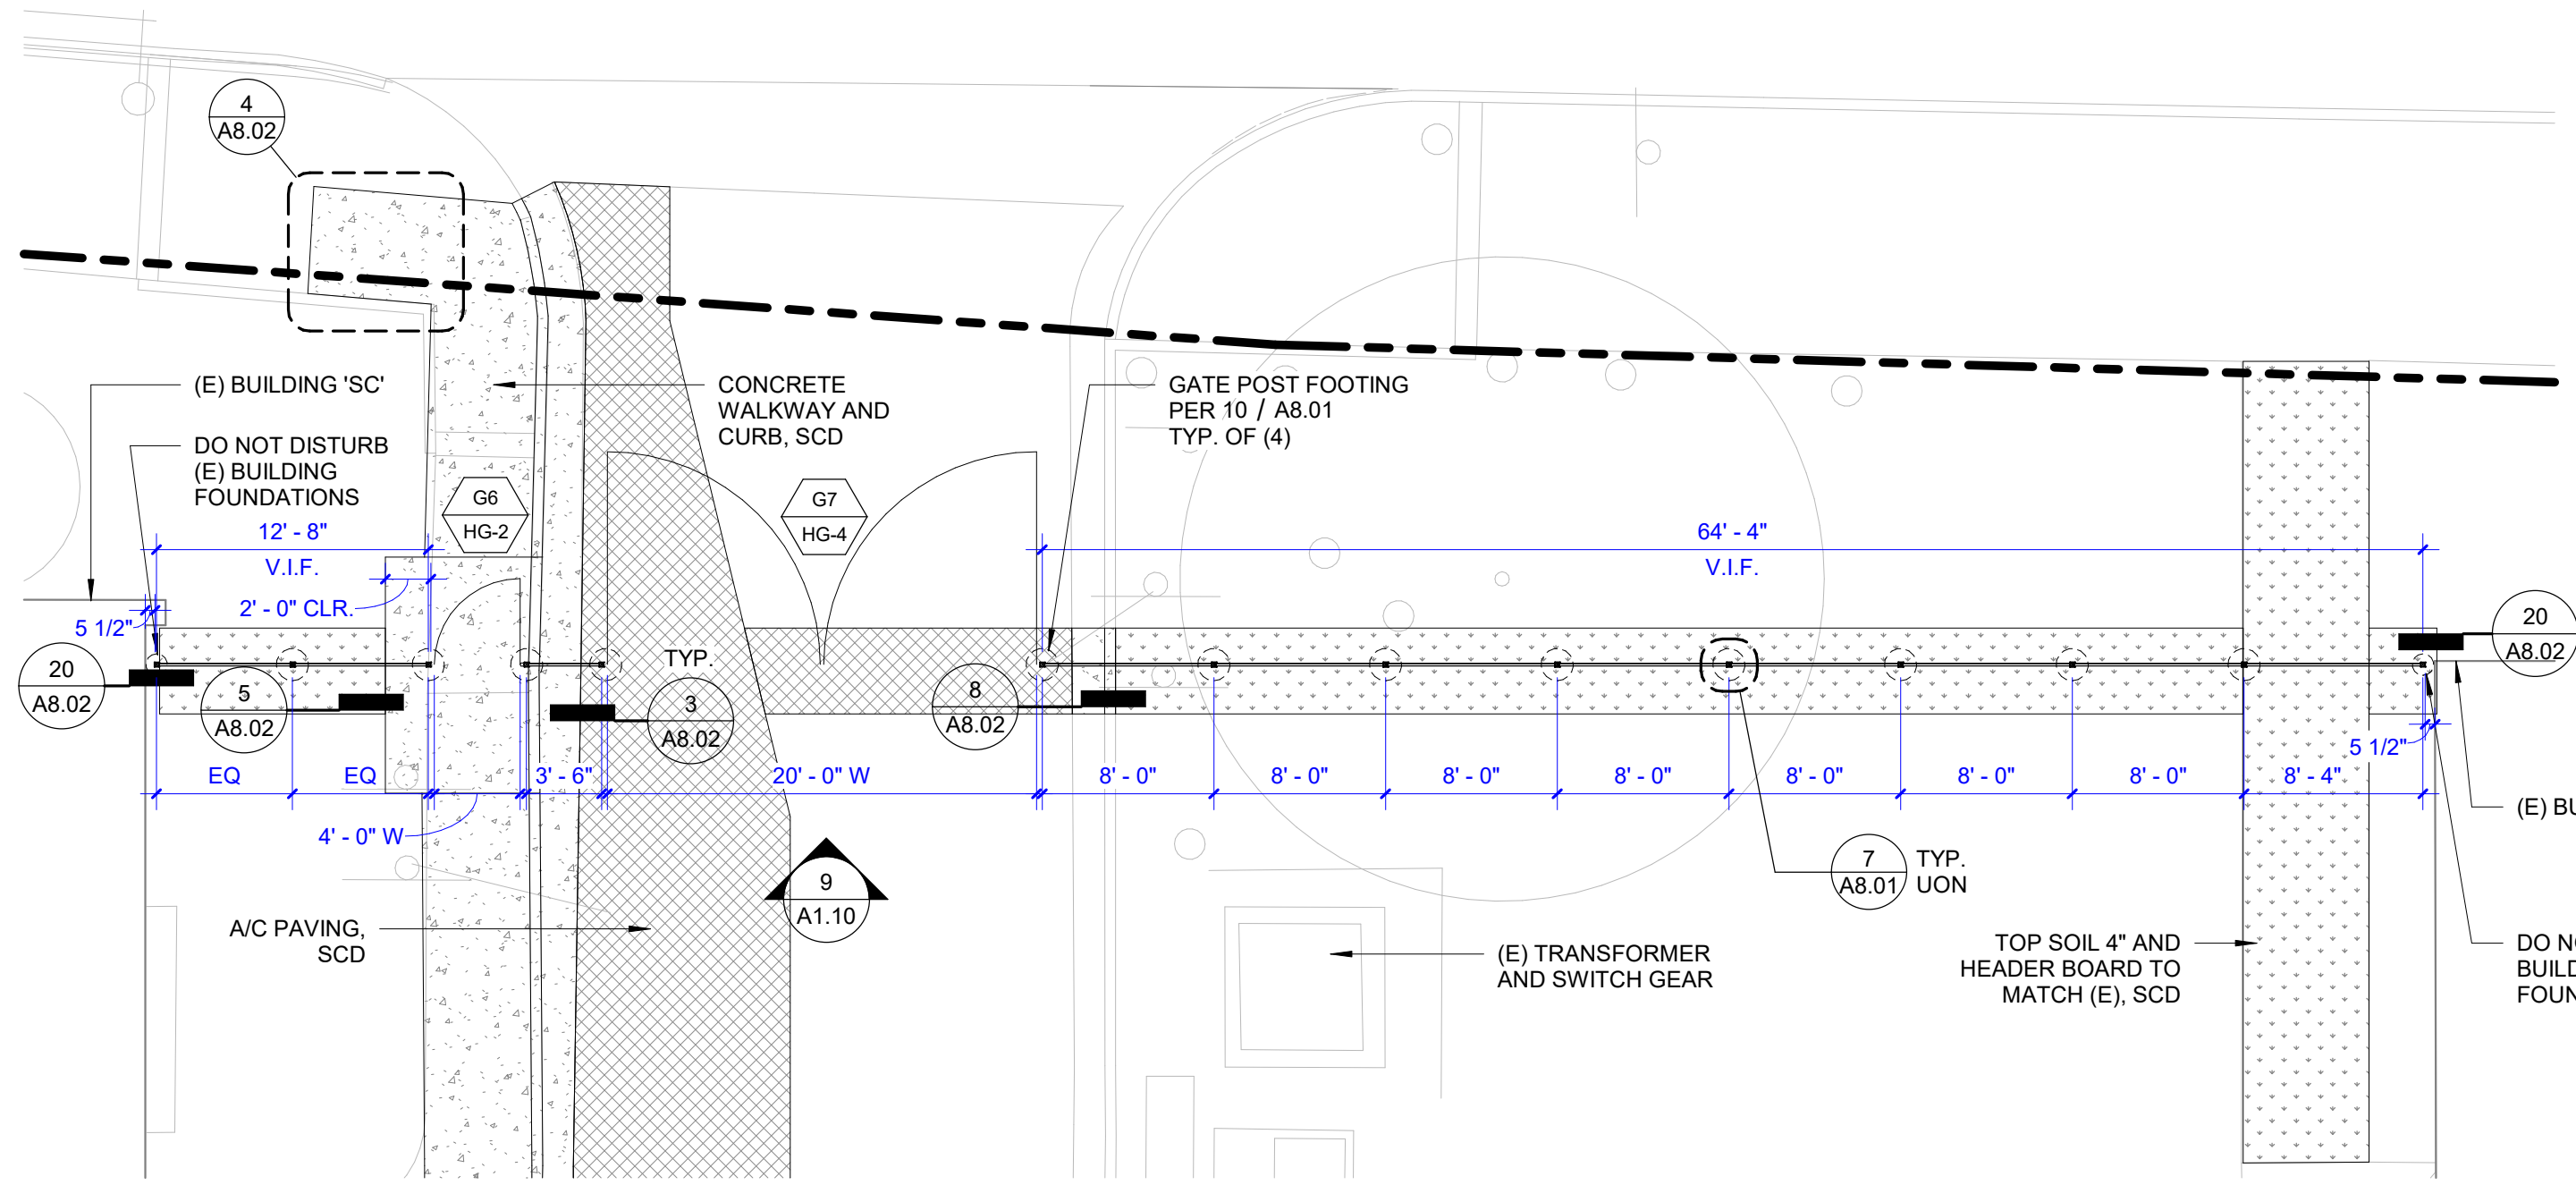 4
A8.02
(E) BUILDING 'SC'
DO NOT DISTURB
(E) BUILDING
FOUNDATIONS
CONCRETE
WALKWAY AND
CURB, SCD
GATE POST FOOTING
PER 10 / A8.01
TYP. OF (4)
G6
HG-2
G7
HG-4
12' - 8"
V.I.F.
64' - 4"
V.I.F.
2' - 0" CLR.
5 1/2"
20
A8.02
5
A8.02
TYP.
3
A8.02
8
A8.02
20
A8.02
5 1/2"
EQ
EQ
3' - 6"
20' - 0" W
8' - 0"
8' - 0"
8' - 0"
8' - 0"
8' - 0"
8' - 0"
8' - 0"
8' - 4"
4' - 0" W
9
A1.10
7
A8.01
TYP.
UON
A/C PAVING,
SCD
(E) TRANSFORMER
AND SWITCH GEAR
TOP SOIL 4" AND
HEADER BOARD TO
MATCH (E), SCD
(E) BU
DO N
BUILD
FOUN